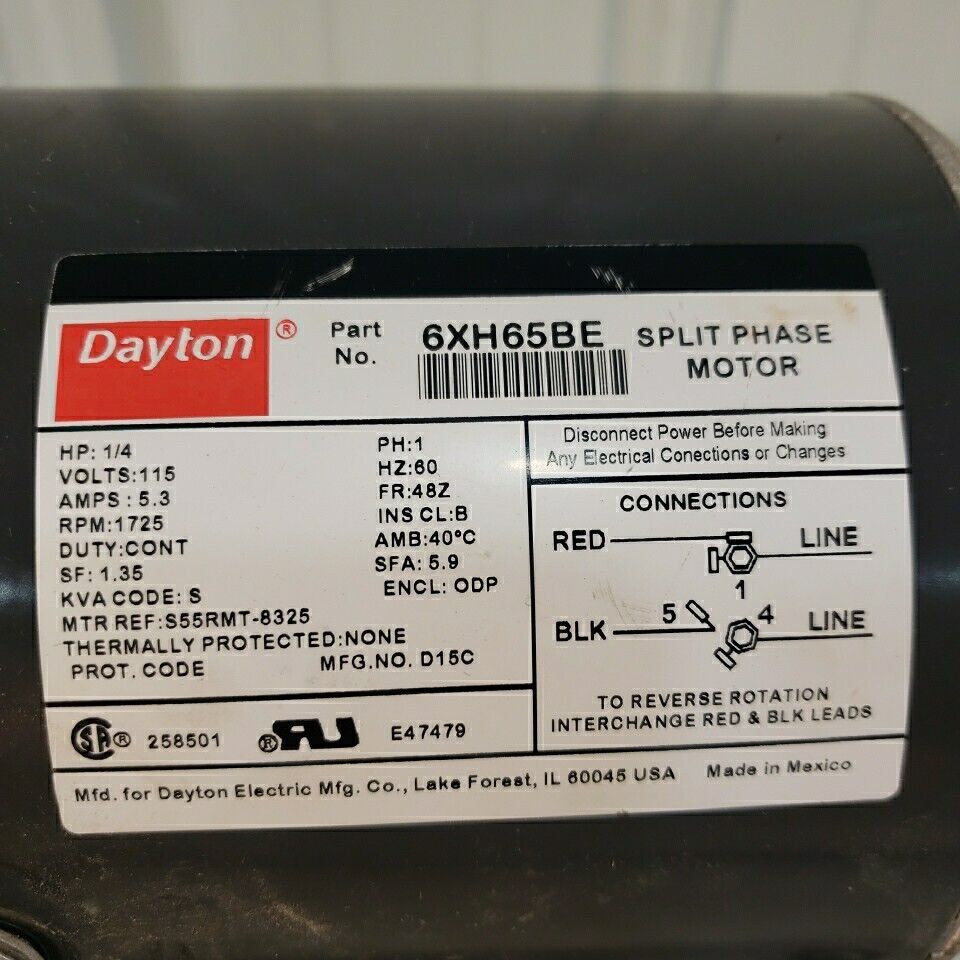 Dayton ®
Part No. 6XH65BE
SPLIT PHASE
MOTOR
HP: 1/4
VOLTS:115
AMPS : 5.3
RPM:1725
DUTY:CONT
SF: 1.35
KVA CODE: S
MTR REF:S55RMT-8325
THERMALLY PROTECTED:NONE
PROT. CODE MFG.NO. D15C
PH:1
HZ:60
FR:48Z
INS CL:B
AMB:40°C
SFA: 5.9
ENCL: ODP
Disconnect Power Before Making
Any Electrical Conections or Changes
CONNECTIONS
RED LINE
1
BLK 5 4 LINE
TO REVERSE ROTATION
INTERCHANGE RED & BLK LEADS
SA ® 258501 ® RU E47479
Mfd. for Dayton Electric Mfg. Co., Lake Forest, IL 60045 USA Made in Mexico